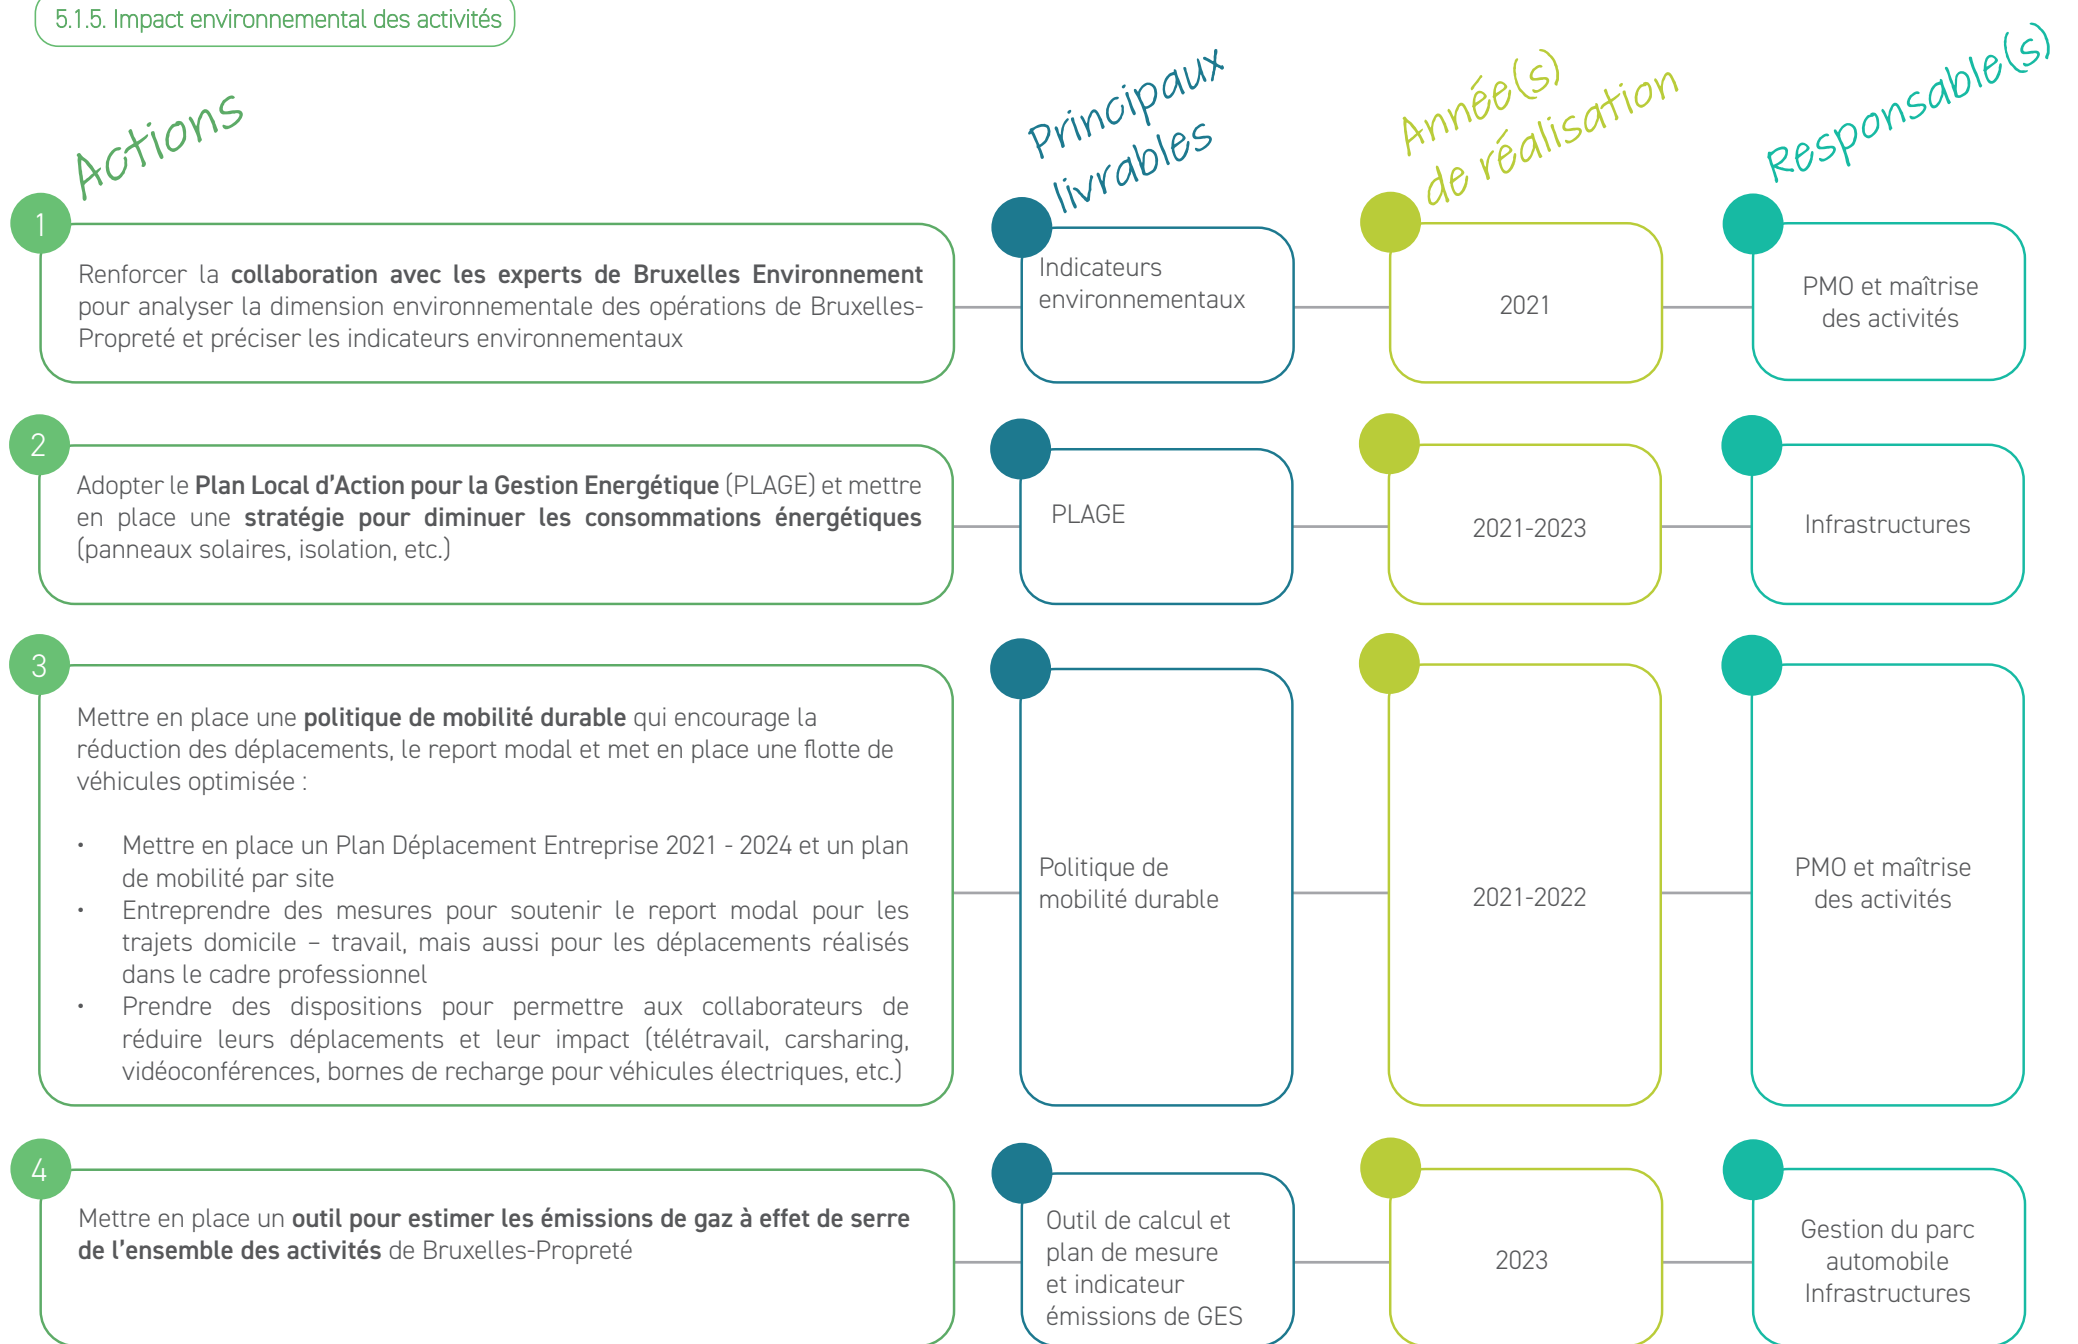 5.1.5. Impact environnemental des activités
Actions
Principaux
livrables
Année(s)
de réalisation
Responsable(s)
1
Renforcer la collaboration avec les experts de Bruxelles Environnement
pour analyser la dimension environnementale des opérations de Bruxelles-
Propreté et préciser les indicateurs environnementaux
Indicateurs
environnementaux
2021
PMO et maîtrise
des activités
2
Adopter le Plan Local d’Action pour la Gestion Energétique (PLAGE) et mettre
en place une stratégie pour diminuer les consommations énergétiques
(panneaux solaires, isolation, etc.)
PLAGE
2021-2023
Infrastructures
3
Mettre en place une politique de mobilité durable qui encourage la
réduction des déplacements, le report modal et met en place une flotte de
véhicules optimisée :
• Mettre en place un Plan Déplacement Entreprise 2021 - 2024 et un plan
de mobilité par site
• Entreprendre des mesures pour soutenir le report modal pour les
trajets domicile – travail, mais aussi pour les déplacements réalisés
dans le cadre professionnel
• Prendre des dispositions pour permettre aux collaborateurs de
réduire leurs déplacements et leur impact (télétravail, carsharing,
vidéoconférences, bornes de recharge pour véhicules électriques, etc.)
Politique de
mobilité durable
2021-2022
PMO et maîtrise
des activités
4
Mettre en place un outil pour estimer les émissions de gaz à effet de serre
de l’ensemble des activités de Bruxelles-Propreté
Outil de calcul et
plan de mesure
et indicateur
émissions de GES
2023
Gestion du parc
automobile
Infrastructures